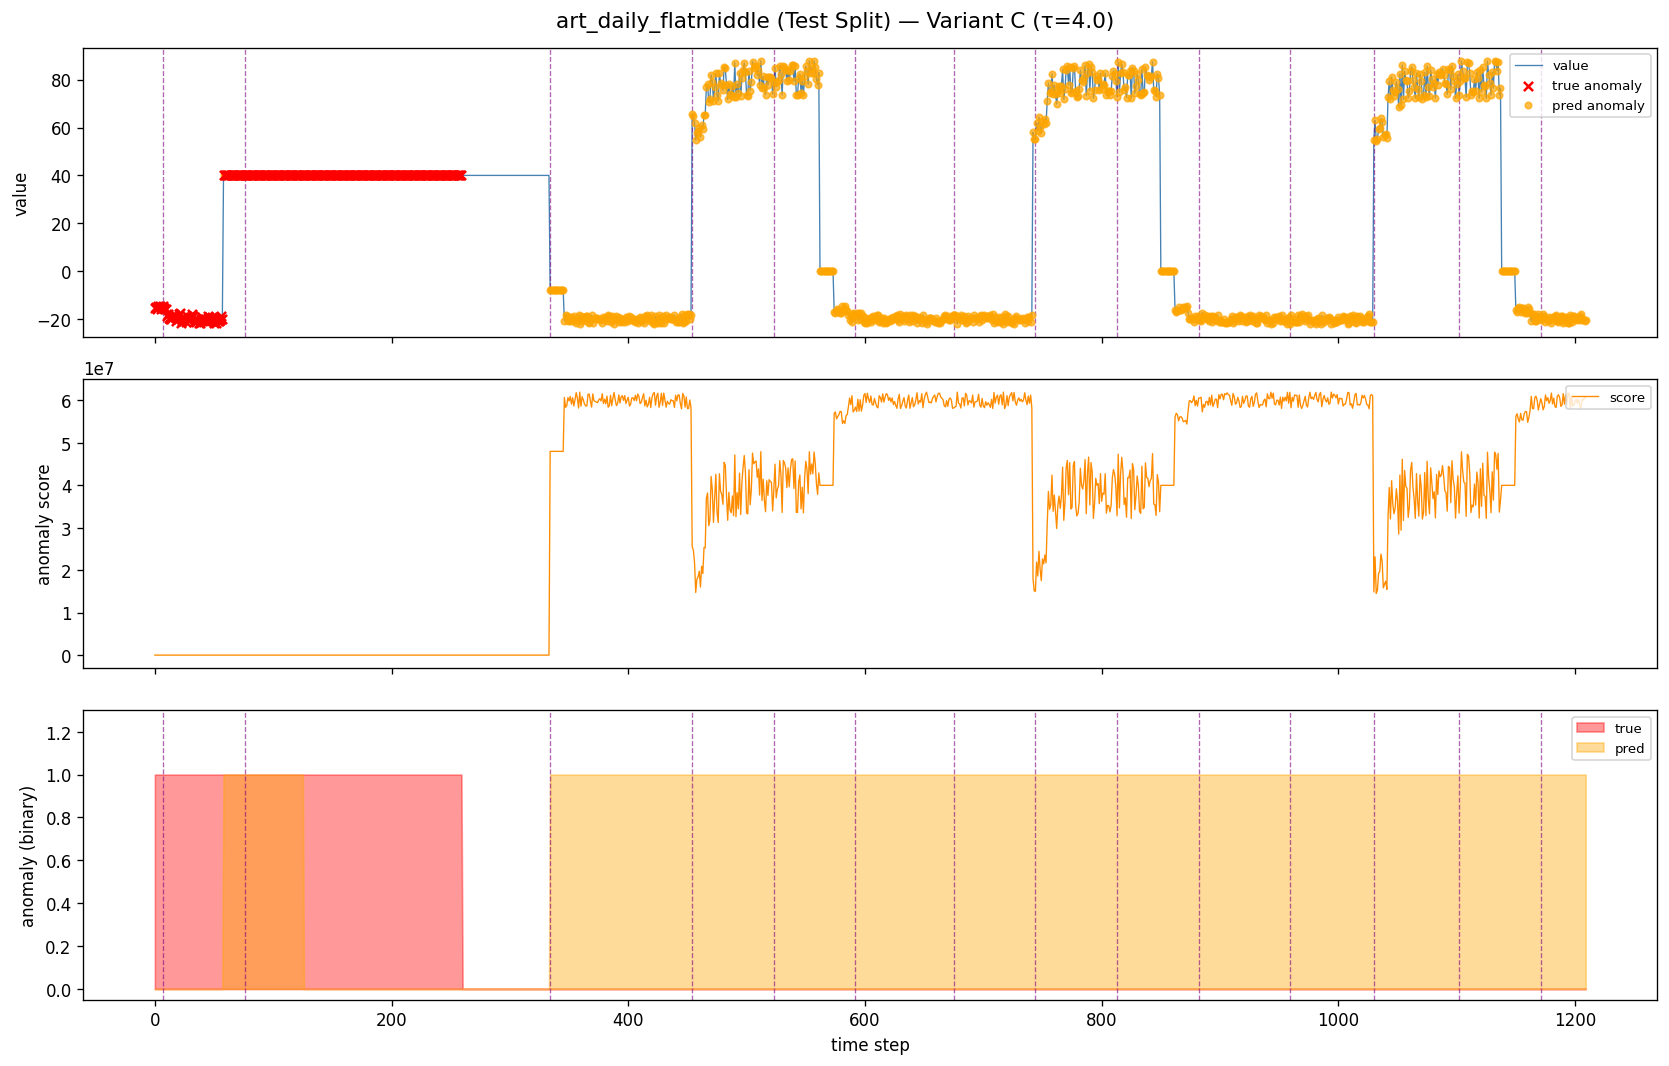 art_daily_flatmiddle (Test Split) — Variant C (τ=4.0)
value
80
60
40
20
0
−20
value
true anomaly
pred anomaly
1e7
anomaly score
6
5
4
3
2
1
0
score
anomaly (binary)
1.2
1.0
0.8
0.6
0.4
0.2
0.0
true
pred
0 200 400 600 800 1000 1200
time step